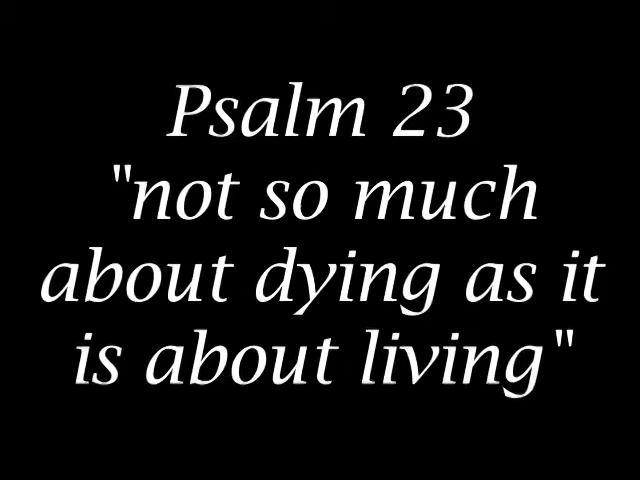 Psalm 23
"not so much
about dying as it
is about living"